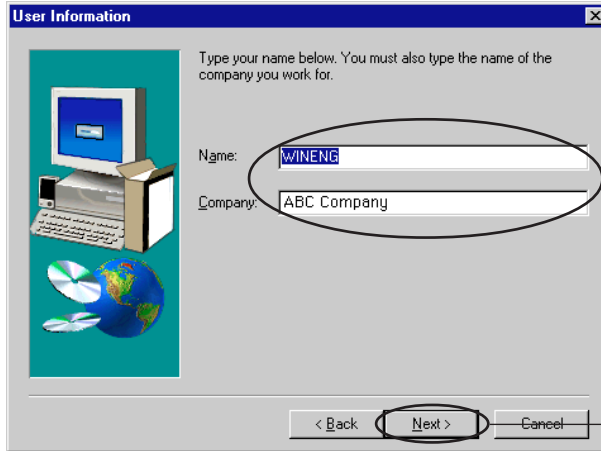 User Information
Type your name below. You must also type the name of the
company you work for.
Name: WINENG
Company: ABC Company
< Back Next > Cancel